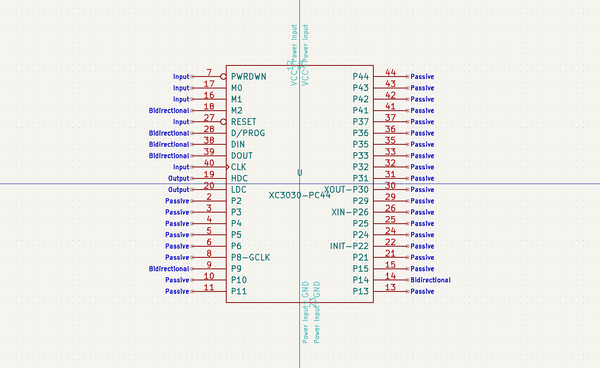 Power Input
Power Input
VCC
VCC
Input 7 PWRDWN P44 44 Passive
Input 17 M0 P43 43 Passive
Input 16 M1 P42 42 Passive
Bidirectional 18 M2 P41 41 Passive
Input 27 RESET P37 37 Passive
Bidirectional 28 D/PROG P36 36 Passive
Bidirectional 38 DIN P35 35 Passive
Bidirectional 39 DOUT P33 33 Passive
Input 40 CLK P32 32 Passive
Output 19 HDC U P31 31 Passive
Output 20 LDC XOUT-P30 30 Passive
XC3030-PC44
Passive 2 P2 P29 29 Passive
Passive 3 P3 XIN-P26 26 Passive
Passive 4 P4 P25 25 Passive
Passive 5 P5 P24 24 Passive
Passive 6 P6 INIT-P22 22 Passive
Passive 8 P8-GCLK P21 21 Passive
Bidirectional 9 P9 P15 15 Passive
Passive 10 P10 P14 14 Bidirectional
Passive 11 P11 P13 13 Passive
GND
GND
Power Input
Power Input